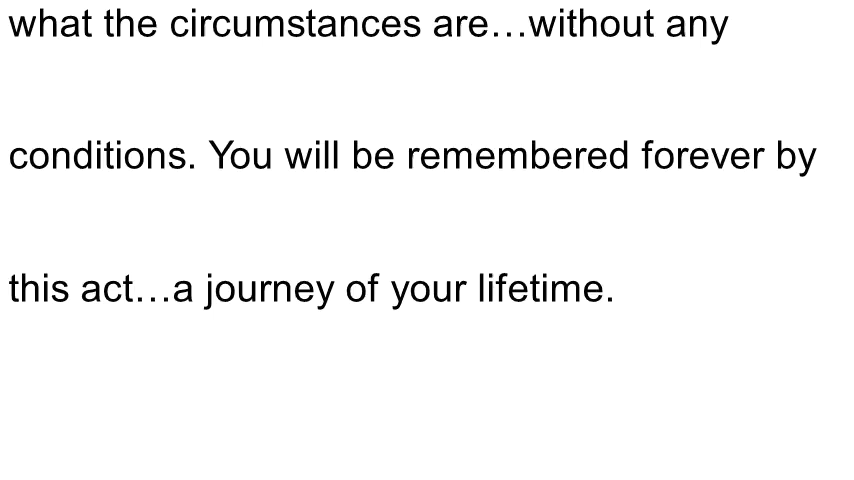 what the circumstances are…without any
conditions. You will be remembered forever by
this act…a journey of your lifetime.